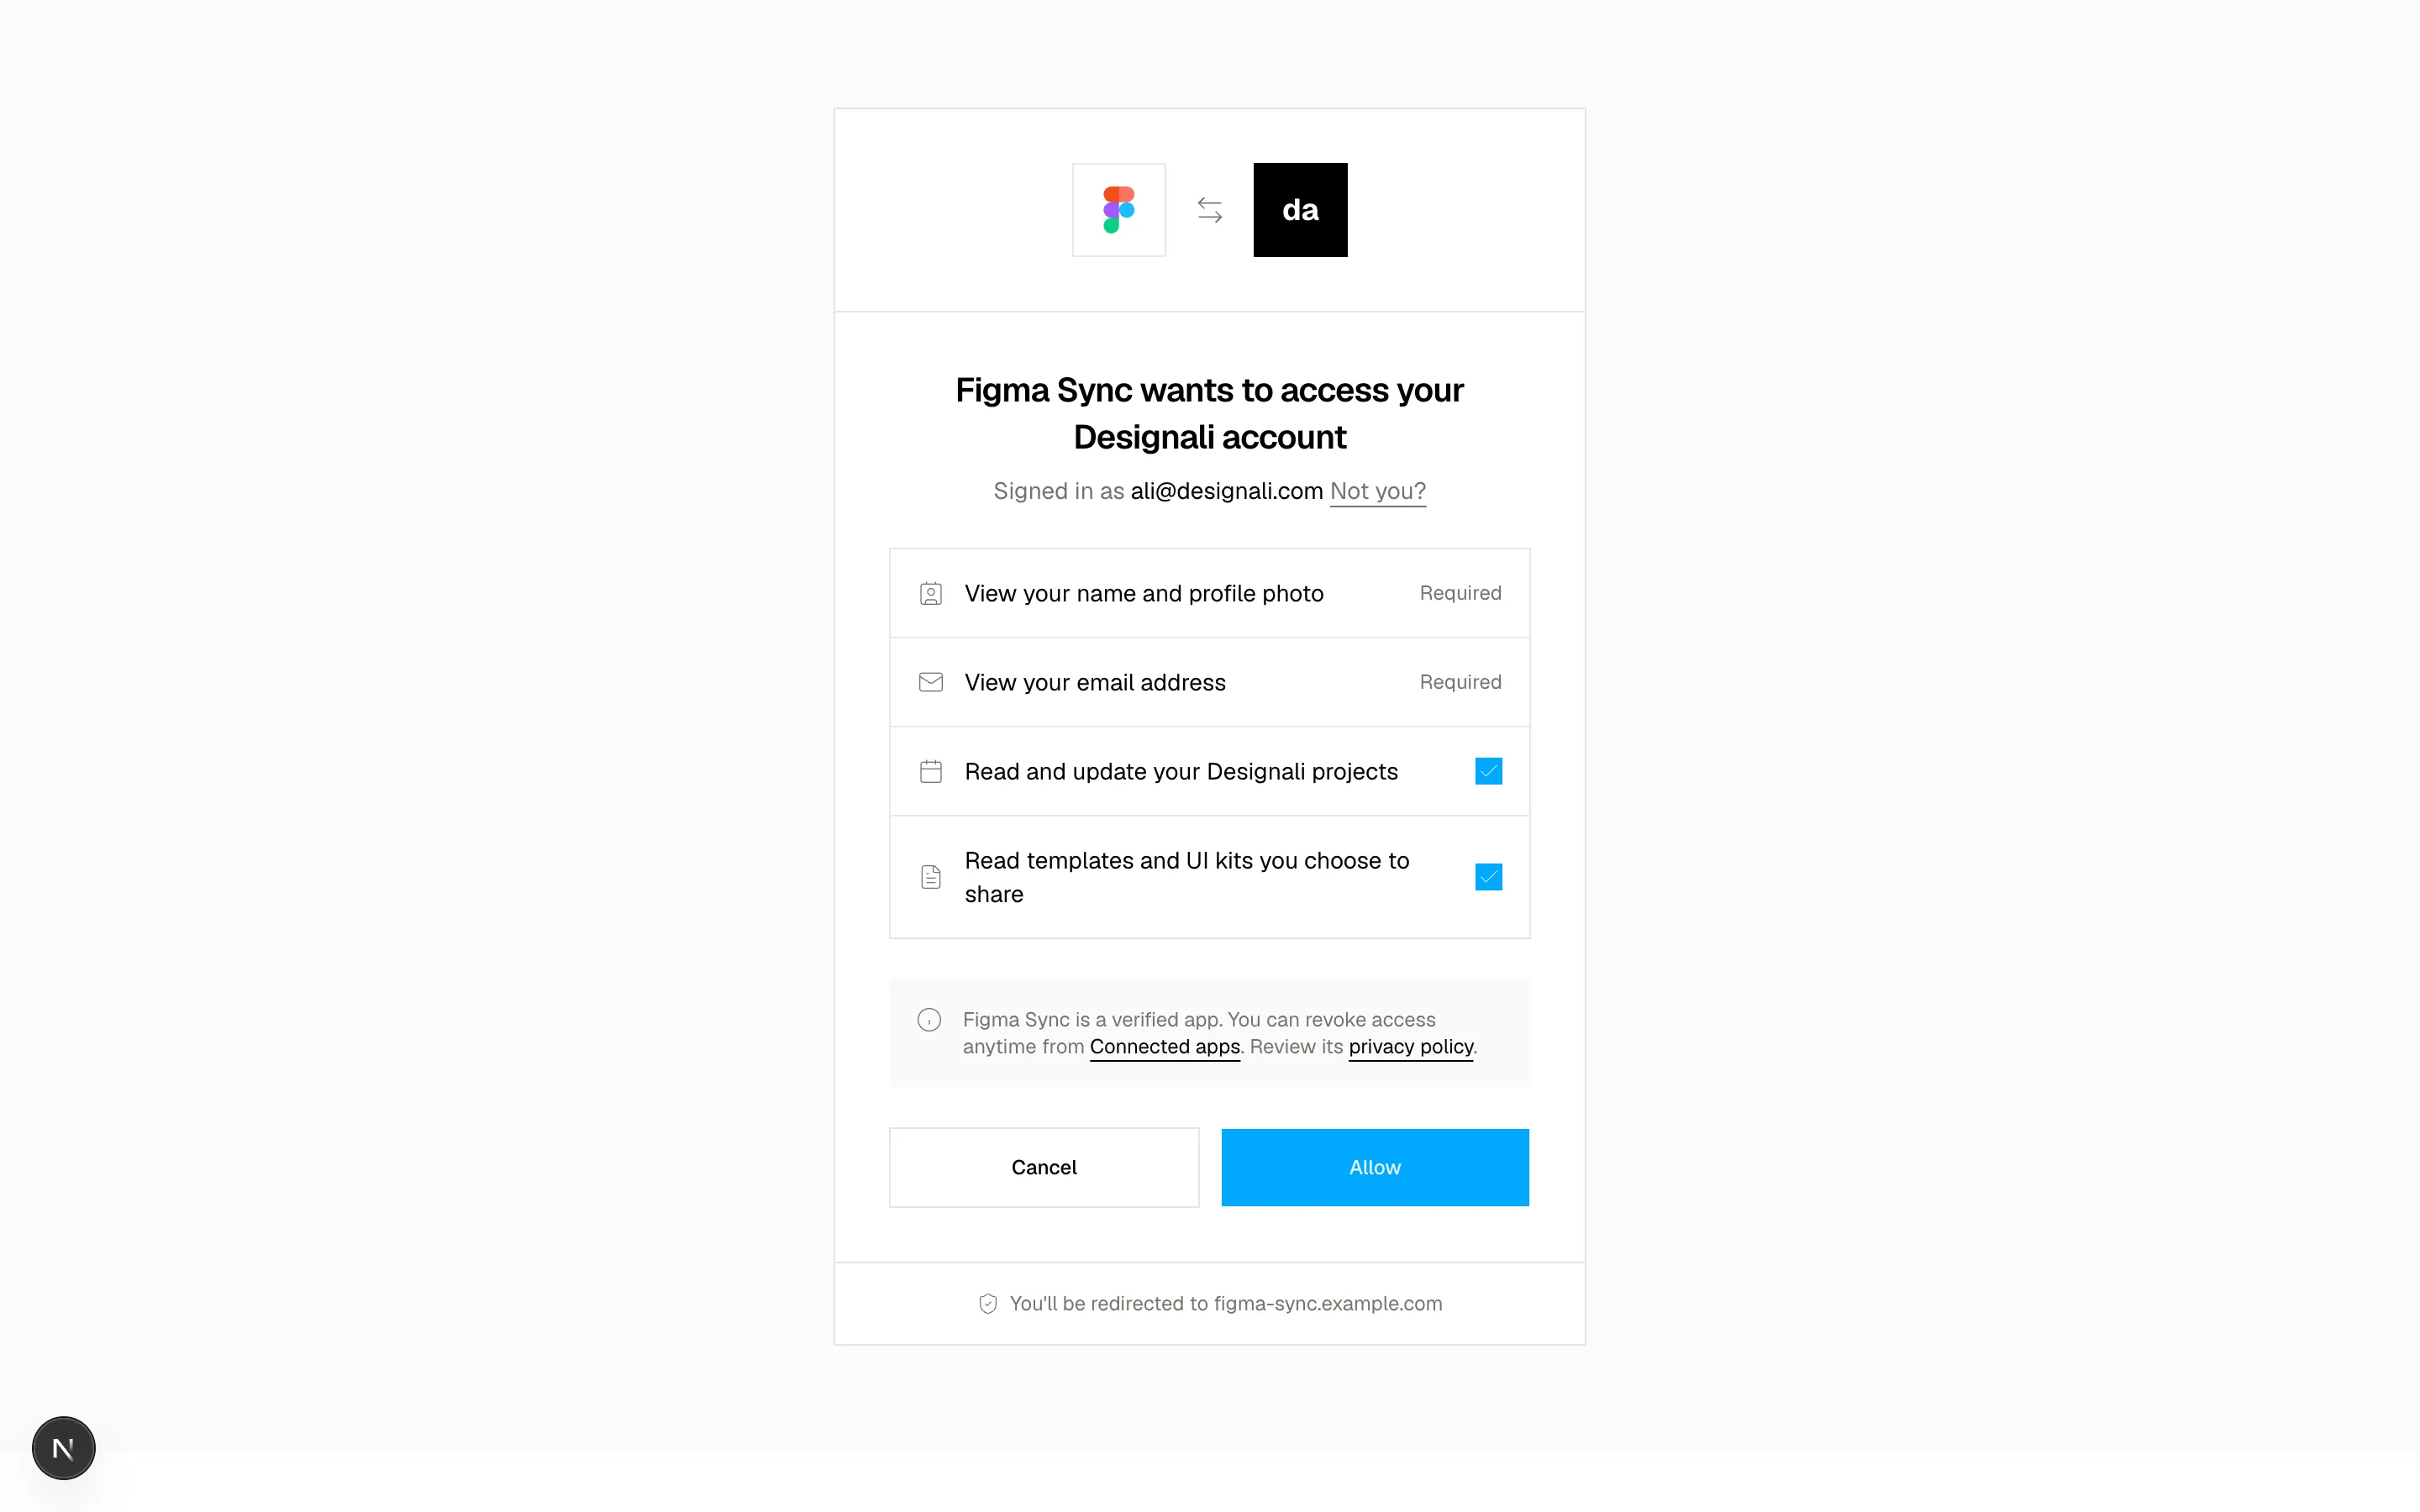 da
Figma Sync wants to access your
Designali account
Signed in as ali@designali.com Not you?
View your name and profile photo Required
View your email address Required
Read and update your Designali projects
Read templates and UI kits you choose to
share
Figma Sync is a verified app. You can revoke access
anytime from Connected apps. Review its privacy policy.
Cancel Allow
You'll be redirected to figma-sync.example.com
N